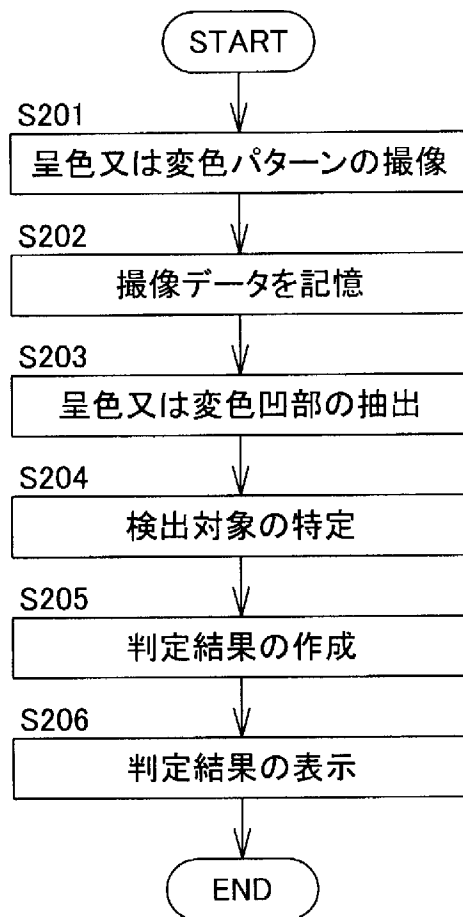 START
S201
呈色又は変色パターンの撮像
S202
撮像データを記憶
S203
呈色又は変色凹部の抽出
S204
検出対象の特定
S205
判定結果の作成
S206
判定結果の表示
END